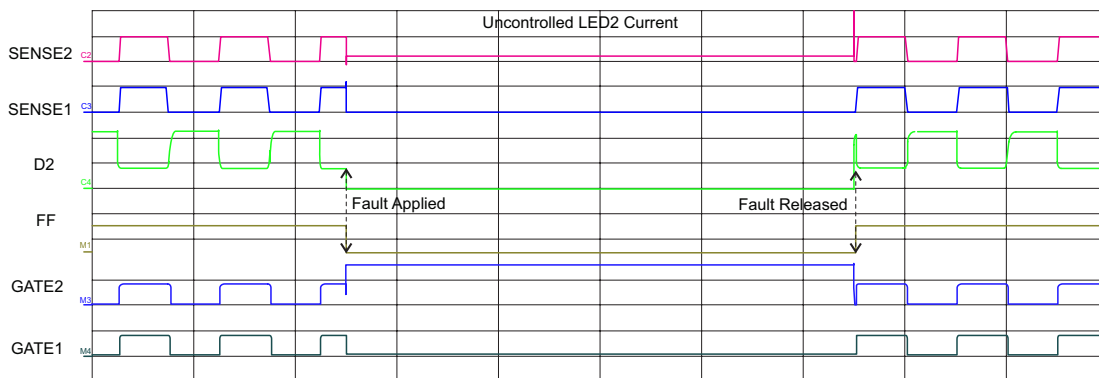 Uncontrolled LED2 Current
SENSE2
C2
SENSE1
C3
D2
C4
Fault Applied
Fault Released
FF
M1
GATE2
M3
GATE1
M4